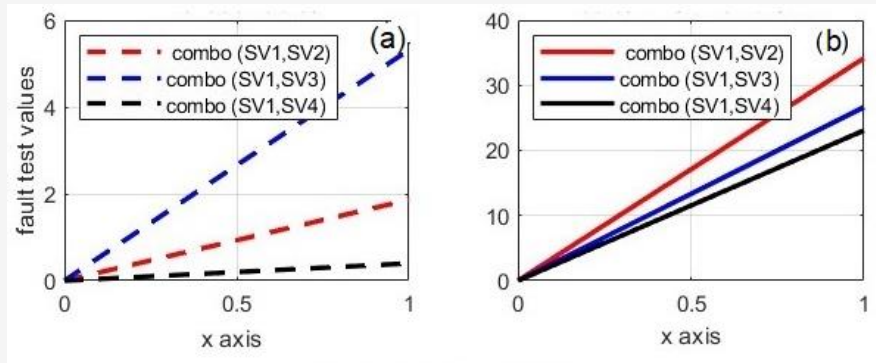 (a)
combo (SV1,SV2)
combo (SV1,SV3)
combo (SV1,SV4)
fault test values
6
4
2
0
0
0.5
1
x axis
(b)
combo (SV1,SV2)
combo (SV1,SV3)
combo (SV1,SV4)
40
30
20
10
0
0
0.5
1
x axis